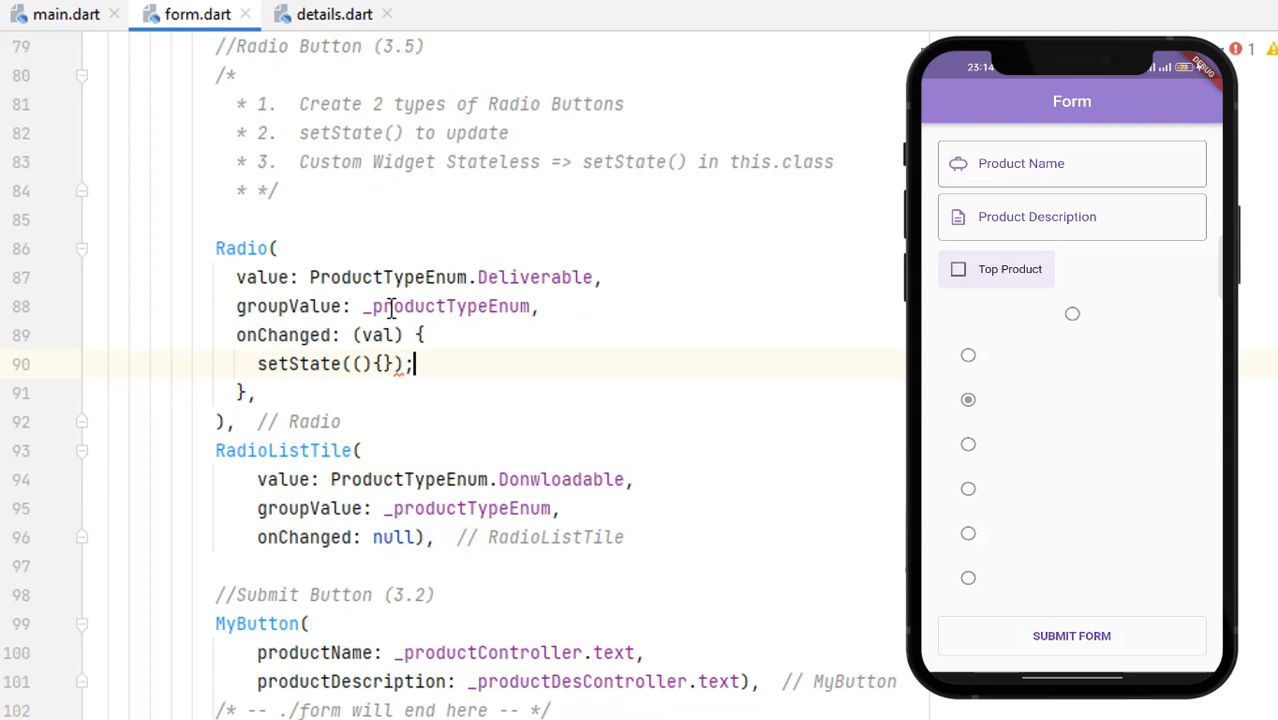 main.dart
form.dart
details.dart
79 //Radio Button (3.5)
80 /*
81 * 1. Create 2 types of Radio Buttons
82 * 2. setState() to update
83 * 3. Custom Widget Stateless => setState() in this.class
84 * */
85
86 Radio(
87 value: ProductTypeEnum.Deliverable,
88 groupValue: _productTypeEnum,
89 onChanged: (val) {
90 setState((){});
91 },
92 ), // Radio
93 RadioListTile(
94 value: ProductTypeEnum.Donwloadable,
95 groupValue: _productTypeEnum,
96 onChanged: null), // RadioListTile
97
98 //Submit Button (3.2)
99 MyButton(
100 productName: _productController.text,
101 productDescription: _productDesController.text), // MyButton
102 /* -- ./form will end here -- */
1
23:14
DEBUG
Form
Product Name
Product Description
Top Product
SUBMIT FORM